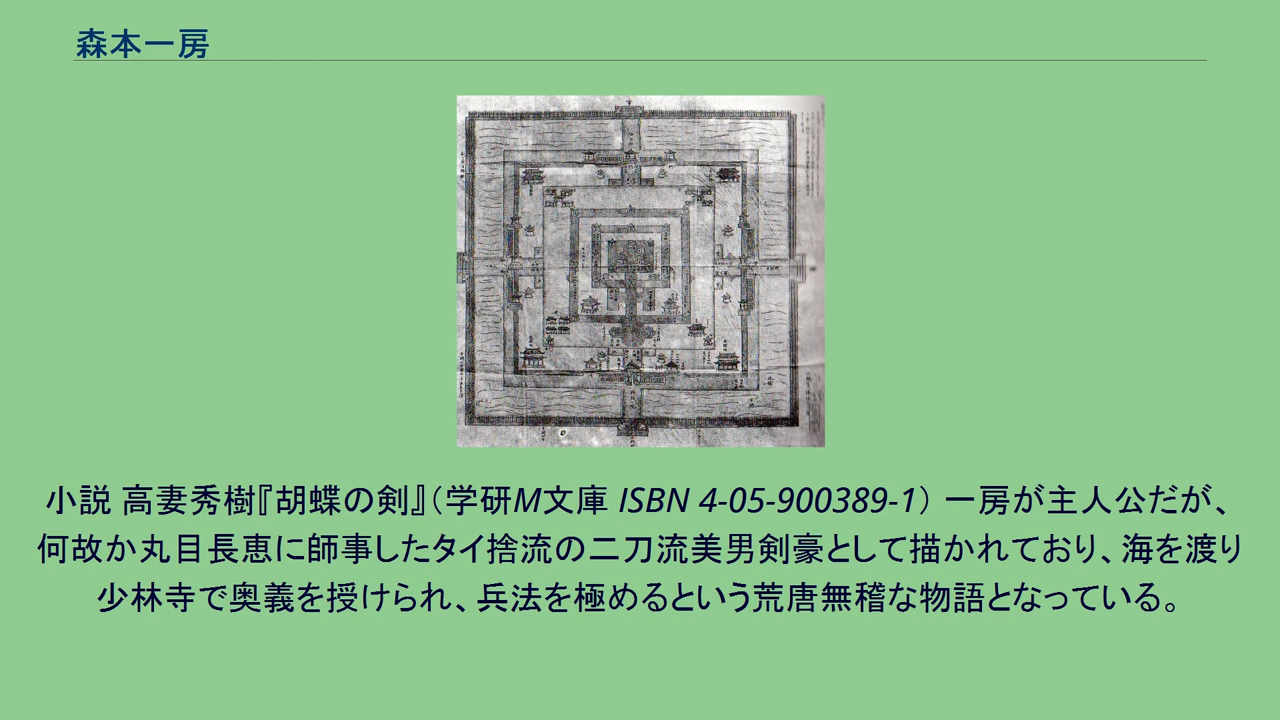 森本一房
小説 高妻秀樹『胡蝶の剣』（学研M文庫 ISBN 4-05-900389-1） 一房が主人公だが、
何故か丸目長恵に師事したタイ捨流の二刀流美男剣豪として描かれており、海を渡り
少林寺で奥義を授けられ、兵法を極めるという荒唐無稽な物語となっている。